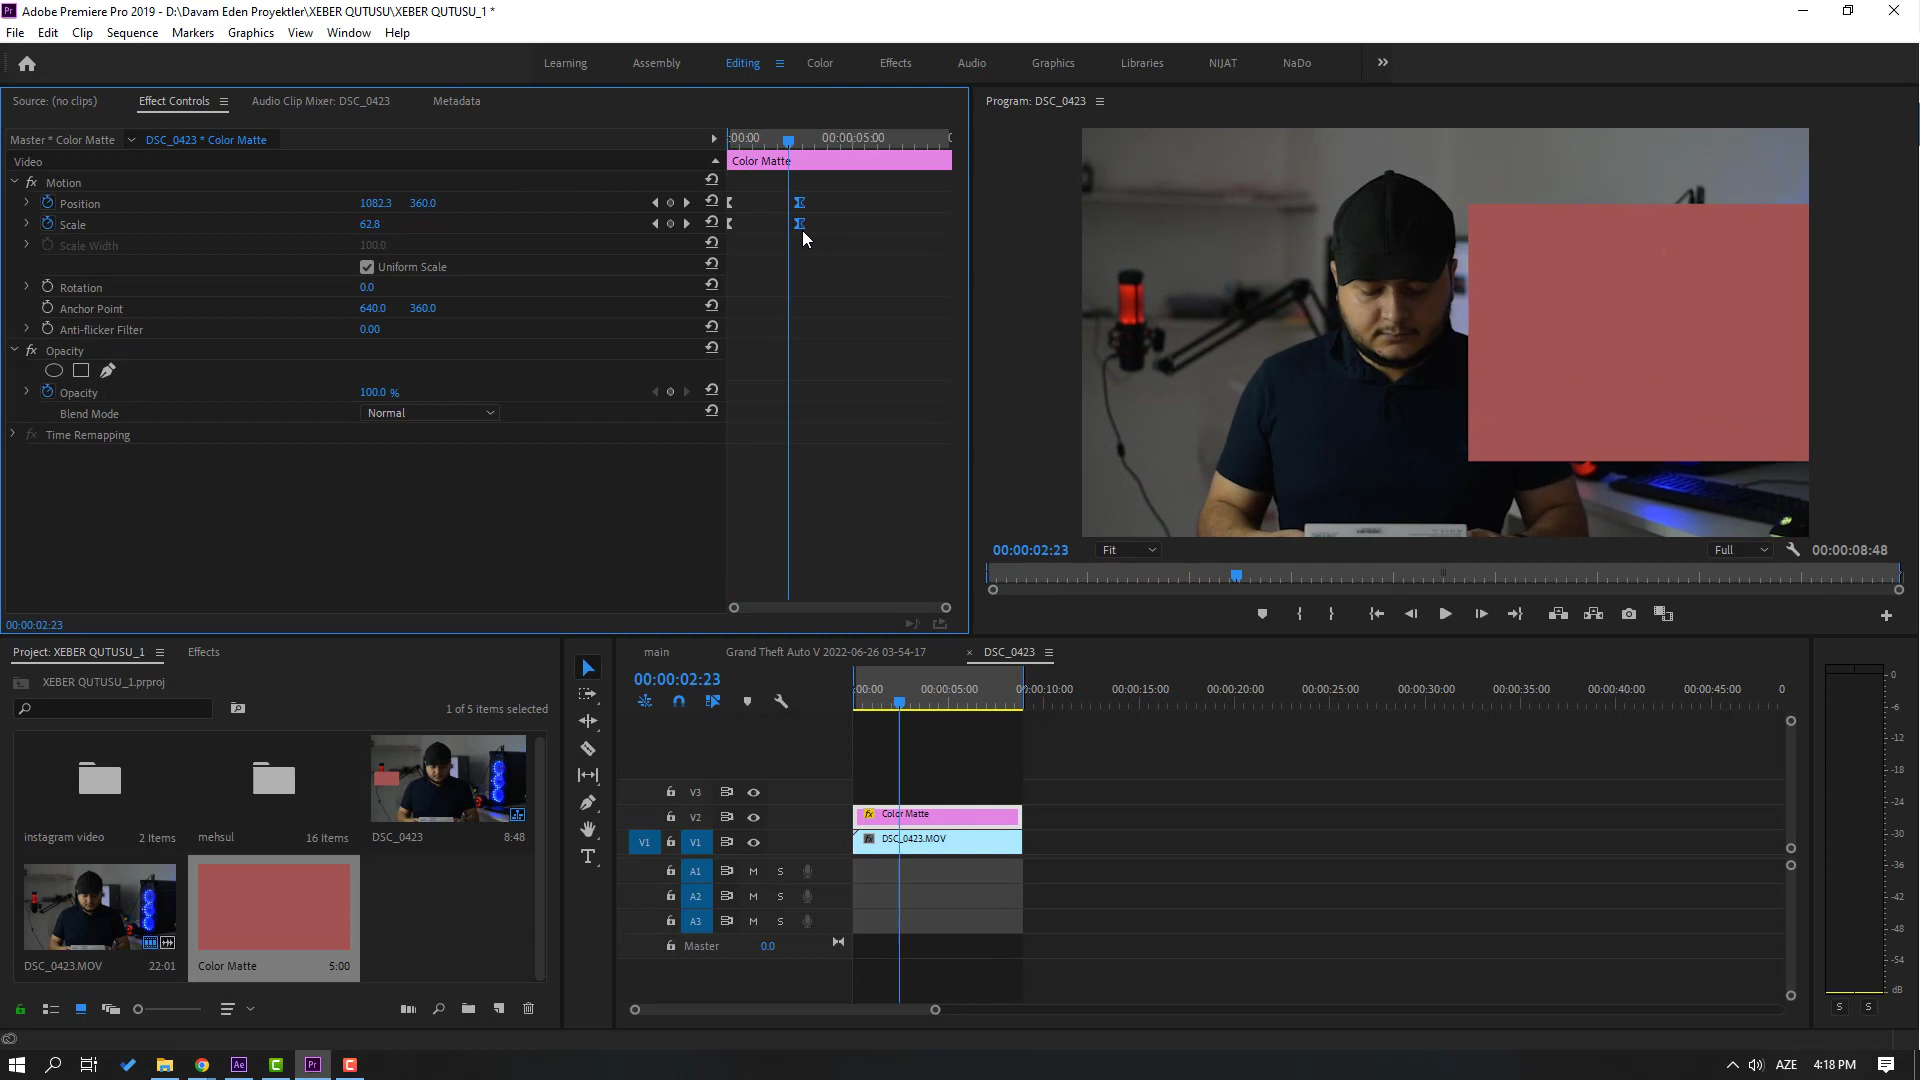 Adobe Premiere Pro 2019 - D:\Davam Eden Proyektler\XEBER QUTUSU\XEBER QUTUSU_1 *
File Edit Clip Sequence Markers Graphics View Window Help
Learning Assembly Editing Color Effects Audio Graphics Libraries NIJAT NaDo
Source: (no clips) Effect Controls Audio Clip Mixer: DSC_0423 Metadata
Program: DSC_0423
Master * Color Matte DSC_0423 * Color Matte
:00:00 00:00:05:00
Video
Color Matte
fx Motion
Position 1082.3 360.0
Scale 62.8
Scale Width 100.0
Uniform Scale
Rotation 0.0
Anchor Point 640.0 360.0
Anti-flicker Filter 0.00
fx Opacity
Opacity 100.0 %
Blend Mode Normal
fx Time Remapping
00:00:02:23 Fit Full 00:00:08:48
00:00:02:23
Project: XEBER QUTUSU_1 Effects
XEBER QUTUSU_1.prproj
1 of 5 items selected
instagram video 2 Items
mehsul 16 Items
DSC_0423 8:48
DSC_0423.MOV 22:01
Color Matte 5:00
main Grand Theft Auto V 2022-06-26 03-54-17 × DSC_0423
00:00:02:23
:00:00 00:00:05:00 00:00:10:00 00:00:15:00 00:00:20:00 00:00:25:00 00:00:30:00 00:00:35:00 00:00:40:00 00:00:45:00 0
V3
V2 fx Color Matte
V1 V1 fx DSC_0423.MOV
A1 M S
A2 M S
A3 M S
Master 0.0
0
-6
-12
-18
-24
-30
-36
-42
-48
-54
dB
S S
Ae Pr AZE 4:18 PM